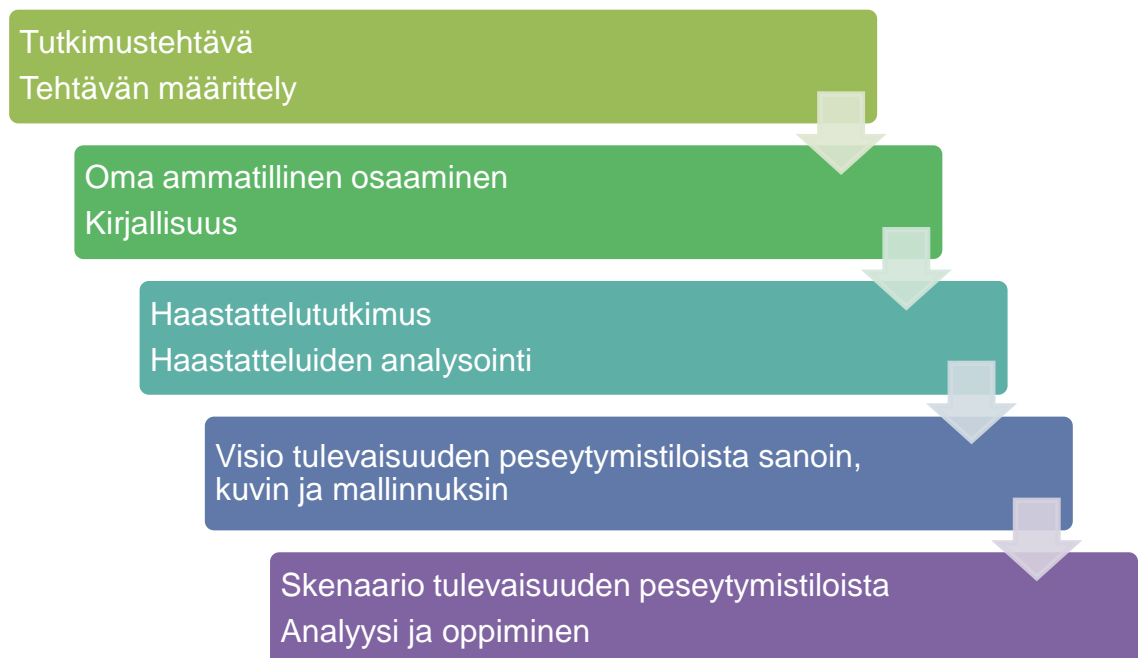 Tutkimustehtävä
Tehtävän määrittely
Oma ammatillinen osaaminen
Kirjallisuus
Haastattelututkimus
Haastatteluiden analysointi
Visio tulevaisuuden peseytymistiloista sanoin,
kuvin ja mallinnuksin
Skenaario tulevaisuuden peseytymistiloista
Analyysi ja oppiminen